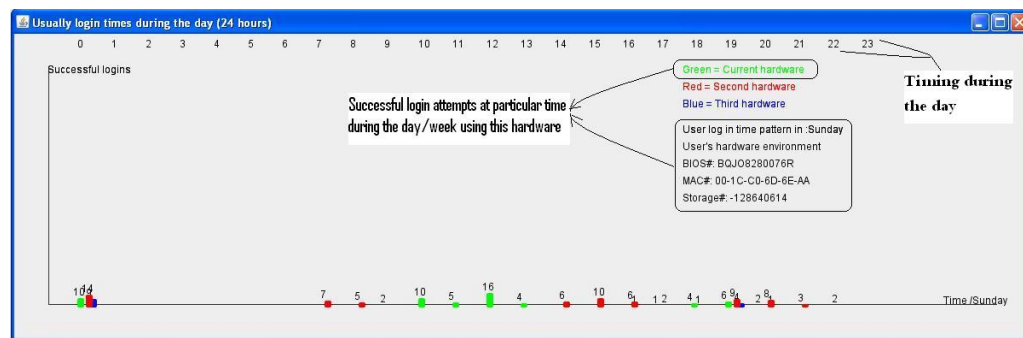 Usually login times during the day (24 hours)
0 1 2 3 4 5 6 7 8 9 10 11 12 13 14 15 16 17 18 19 20 21 22 23
Successful logins
Green = Current hardware
Red = Second hardware
Blue = Third hardware
Successful login attempts at particular time
during the day/week using this hardware
Timing during
the day
User log in time pattern in :Sunday
User's hardware environment
BIOS#: BQJO8280076R
MAC#: 00-1C-C0-6D-6E-AA
Storage#: -128640614
10 14 7 5 2 10 5 16 4 6 10 6 1 1 2 4 1 6 9 4 2 8 1 3 2
Time /Sunday